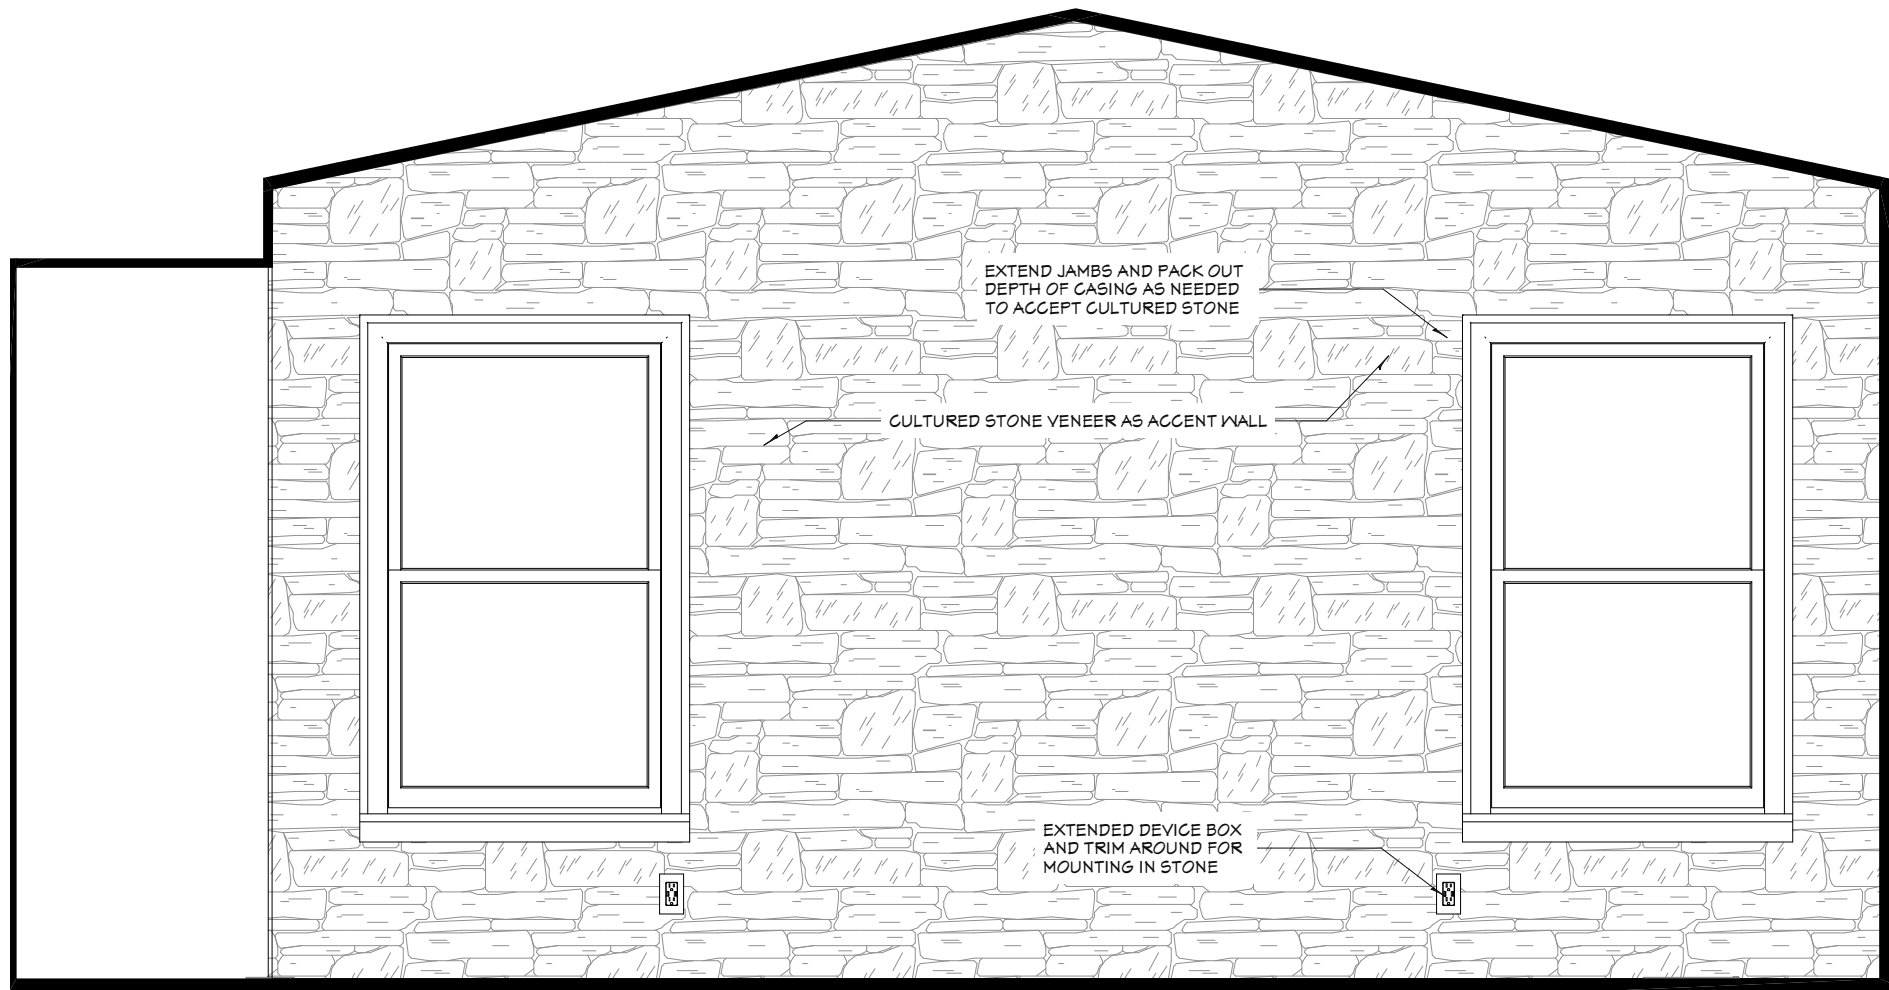 EXTEND JAMBS AND PACK OUT
DEPTH OF CASING AS NEEDED
TO ACCEPT CULTURED STONE
CULTURED STONE VENEER AS ACCENT WALL
EXTENDED DEVICE BOX
AND TRIM AROUND FOR
MOUNTING IN STONE